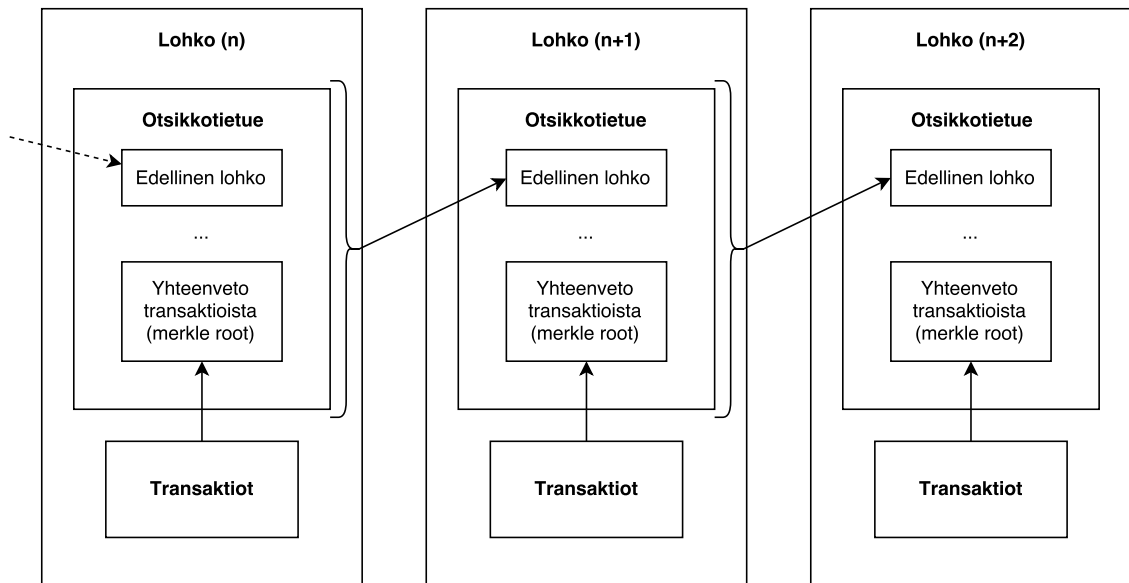 Lohko (n)
Otsikkotietue
Edellinen lohko
...
Yhteenveto
transaktioista
(merkle root)
Transaktiot
Lohko (n+1)
Otsikkotietue
Edellinen lohko
...
Yhteenveto
transaktioista
(merkle root)
Transaktiot
Lohko (n+2)
Otsikkotietue
Edellinen lohko
...
Yhteenveto
transaktioista
(merkle root)
Transaktiot